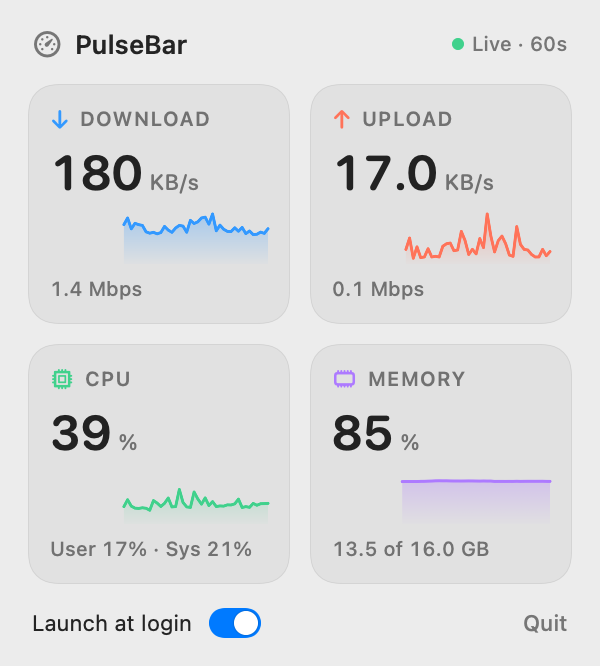 PulseBar
Live · 60s
DOWNLOAD
180 KB/s
1.4 Mbps
UPLOAD
17.0 KB/s
0.1 Mbps
CPU
39 %
User 17% · Sys 21%
MEMORY
85 %
13.5 of 16.0 GB
Launch at login
Quit